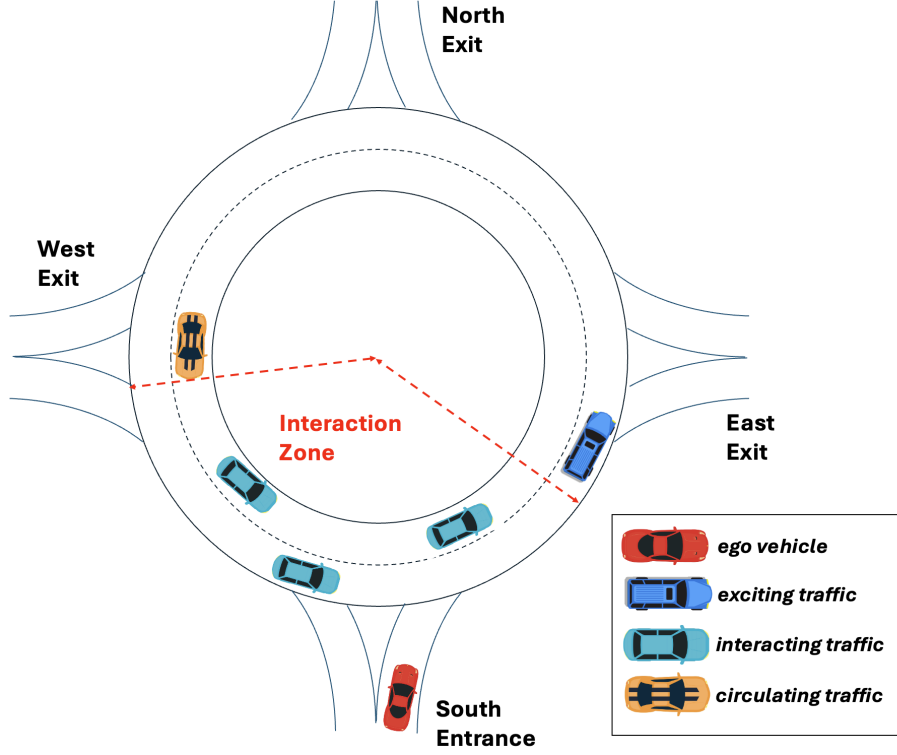 North
Exit
West
Exit
Interaction
Zone
East
Exit
ego vehicle
exciting traffic
interacting traffic
circulating traffic
South
Entrance